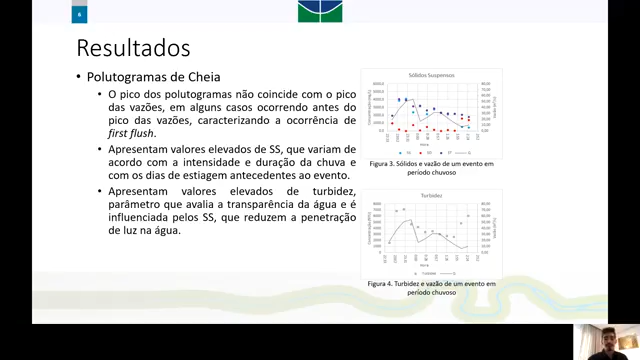 6
Resultados
• Polutogramas de Cheia
• O pico dos polutogramas não coincide com o pico
das vazões, em alguns casos ocorrendo antes do
pico das vazões, caracterizando a ocorrência de
first flush.
• Apresentam valores elevados de SS, que variam de
acordo com a intensidade e duração da chuva e
com os dias de estiagem antecedentes ao evento.
• Apresentam valores elevados de turbidez,
parâmetro que avalia a transparência da água e é
influenciada pelos SS, que reduzem a penetração
de luz na água.
Sólidos Suspensos
Figura 3. Sólidos e vazão de um evento em
período chuvoso
Turbidez
Figura 4. Turbidez e vazão de um evento em
período chuvoso